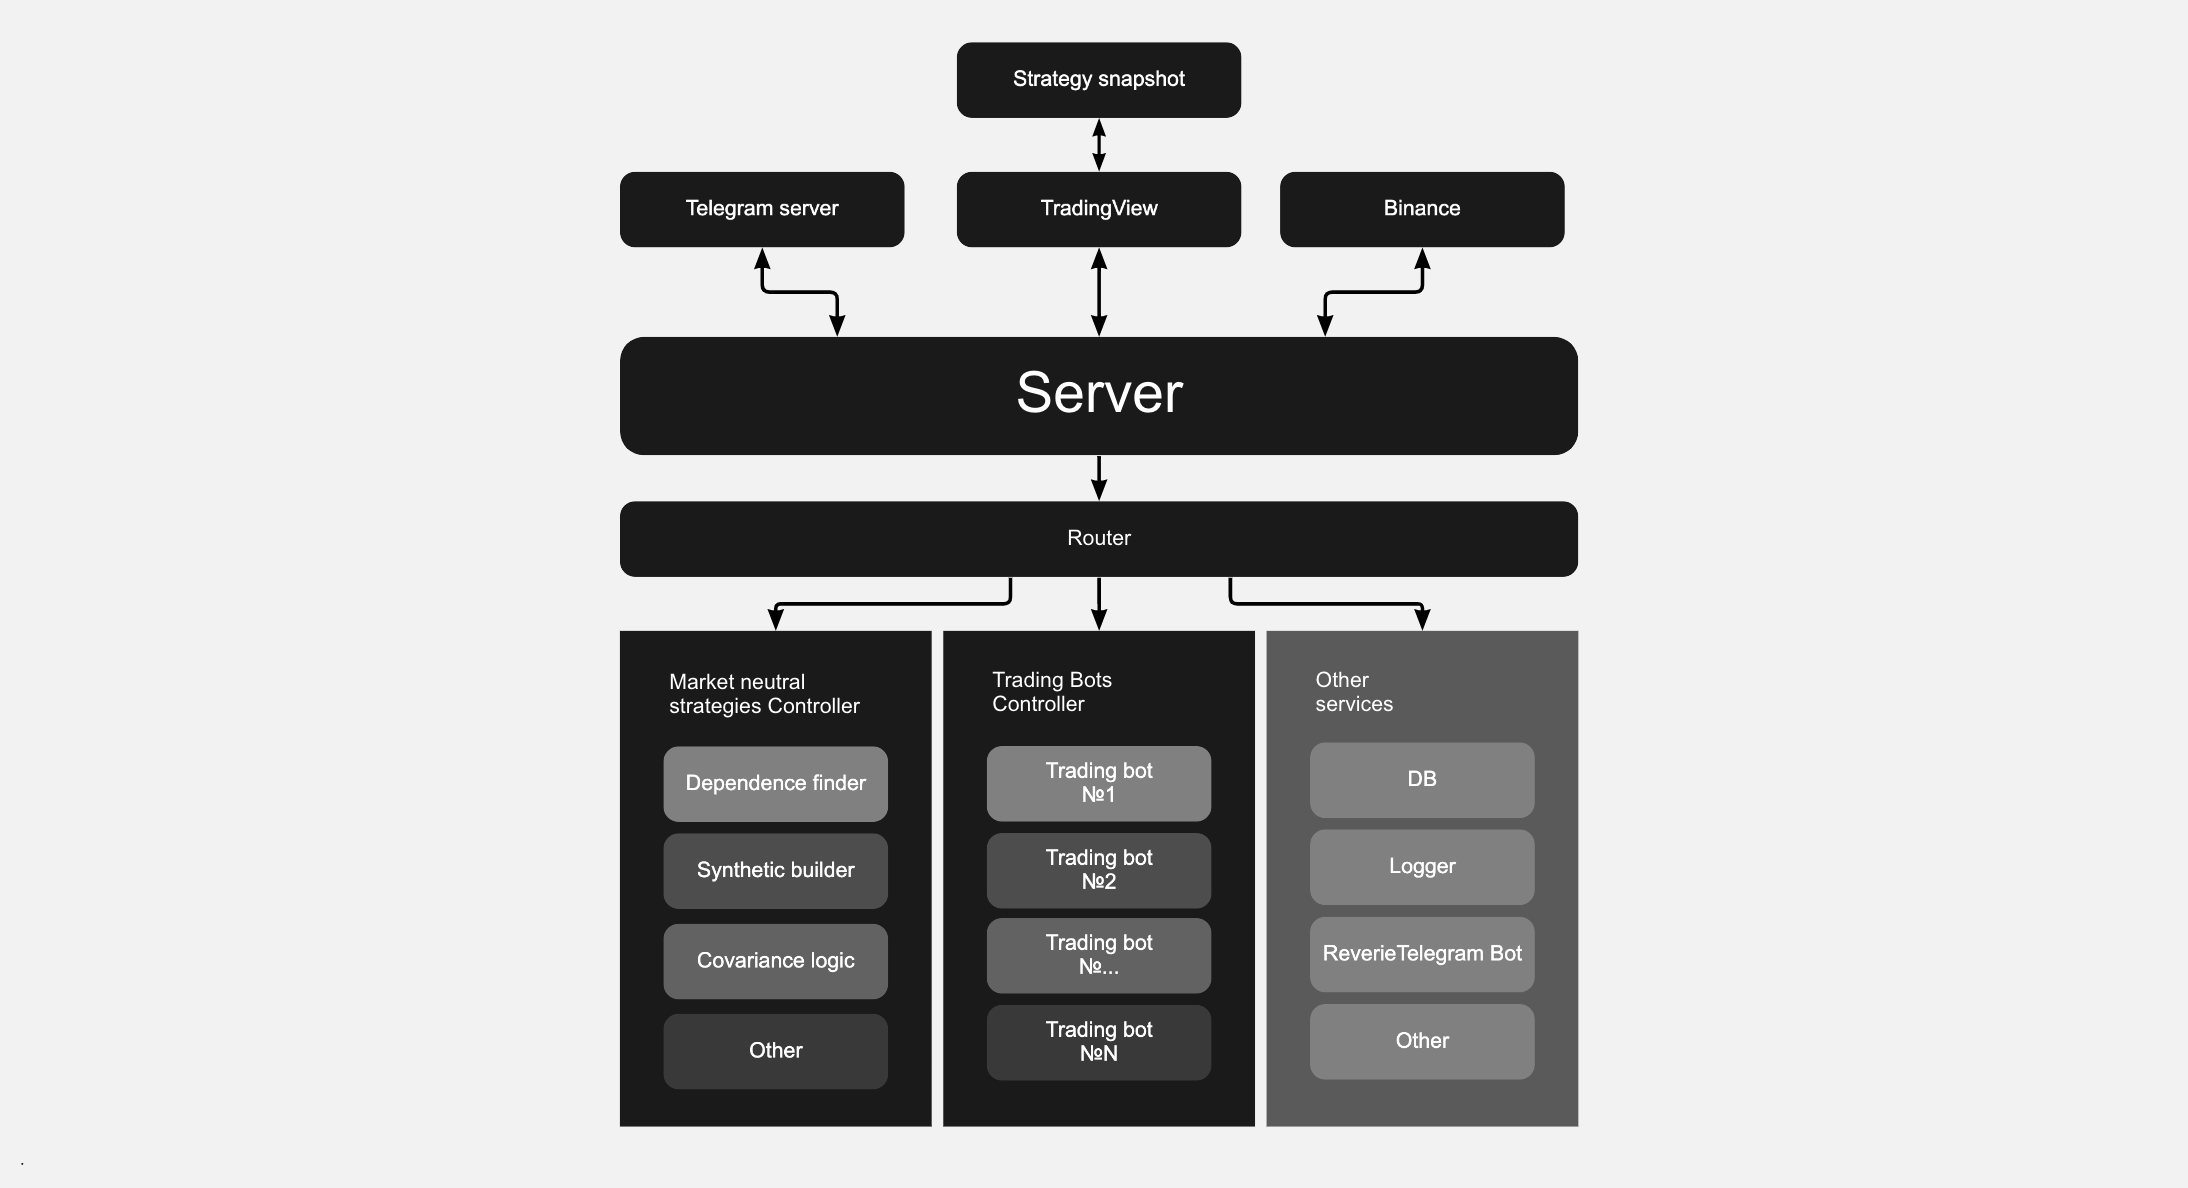 Strategy snapshot
Telegram server
TradingView
Binance
Server
Router
Market neutral
strategies Controller
Dependence finder
Synthetic builder
Covariance logic
Other
Trading Bots
Controller
Trading bot
№1
Trading bot
№2
Trading bot
№...
Trading bot
№N
Other
services
DB
Logger
ReverieTelegram Bot
Other
.